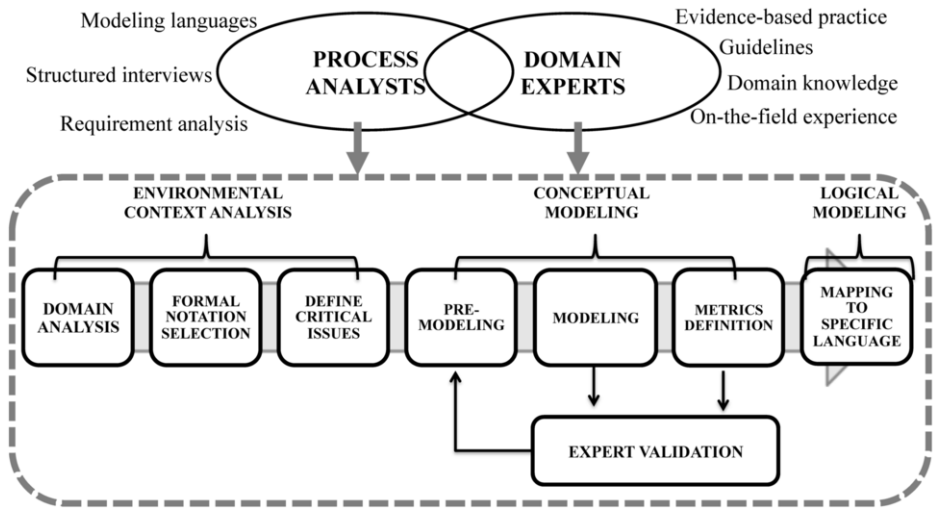 Modeling languages
Structured interviews
Requirement analysis
PROCESS
ANALYSTS
DOMAIN
EXPERTS
Evidence-based practice
Guidelines
Domain knowledge
On-the-field experience
ENVIRONMENTAL
CONTEXT ANALYSIS
CONCEPTUAL
MODELING
LOGICAL
MODELING
DOMAIN
ANALYSIS
FORMAL
NOTATION
SELECTION
DEFINE
CRITICAL
ISSUES
PRE-
MODELING
MODELING
METRICS
DEFINITION
MAPPING
TO
SPECIFIC
LANGUAGE
EXPERT VALIDATION